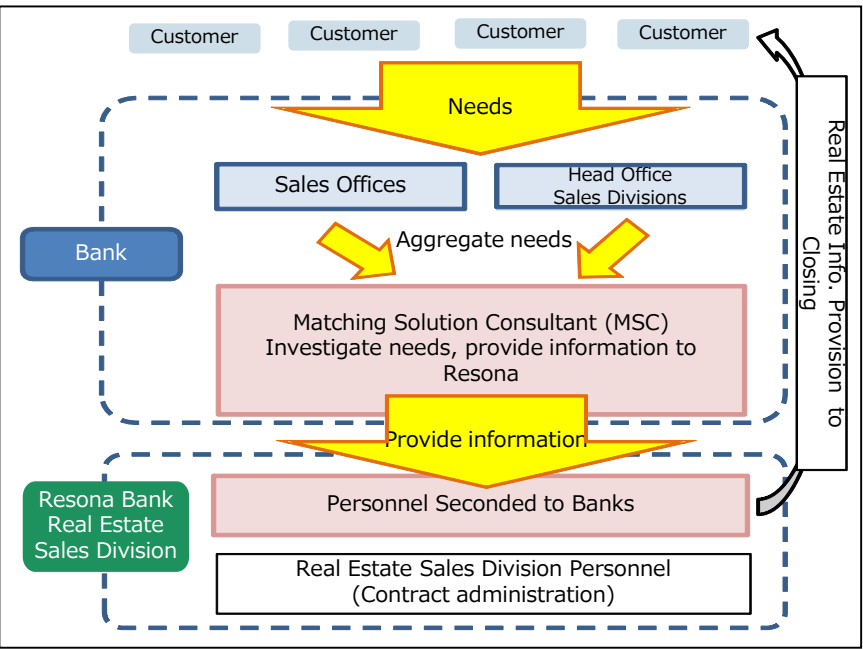 Customer
Customer
Customer
Customer
Needs
Sales Offices
Head Office
Sales Divisions
Aggregate needs
Bank
Matching Solution Consultant (MSC)
Investigate needs, provide information to
Resona
Provide information
Resona Bank
Real Estate
Sales Division
Personnel Seconded to Banks
Real Estate Sales Division Personnel
(Contract administration)
Real Estate Info. Provision to
Closing